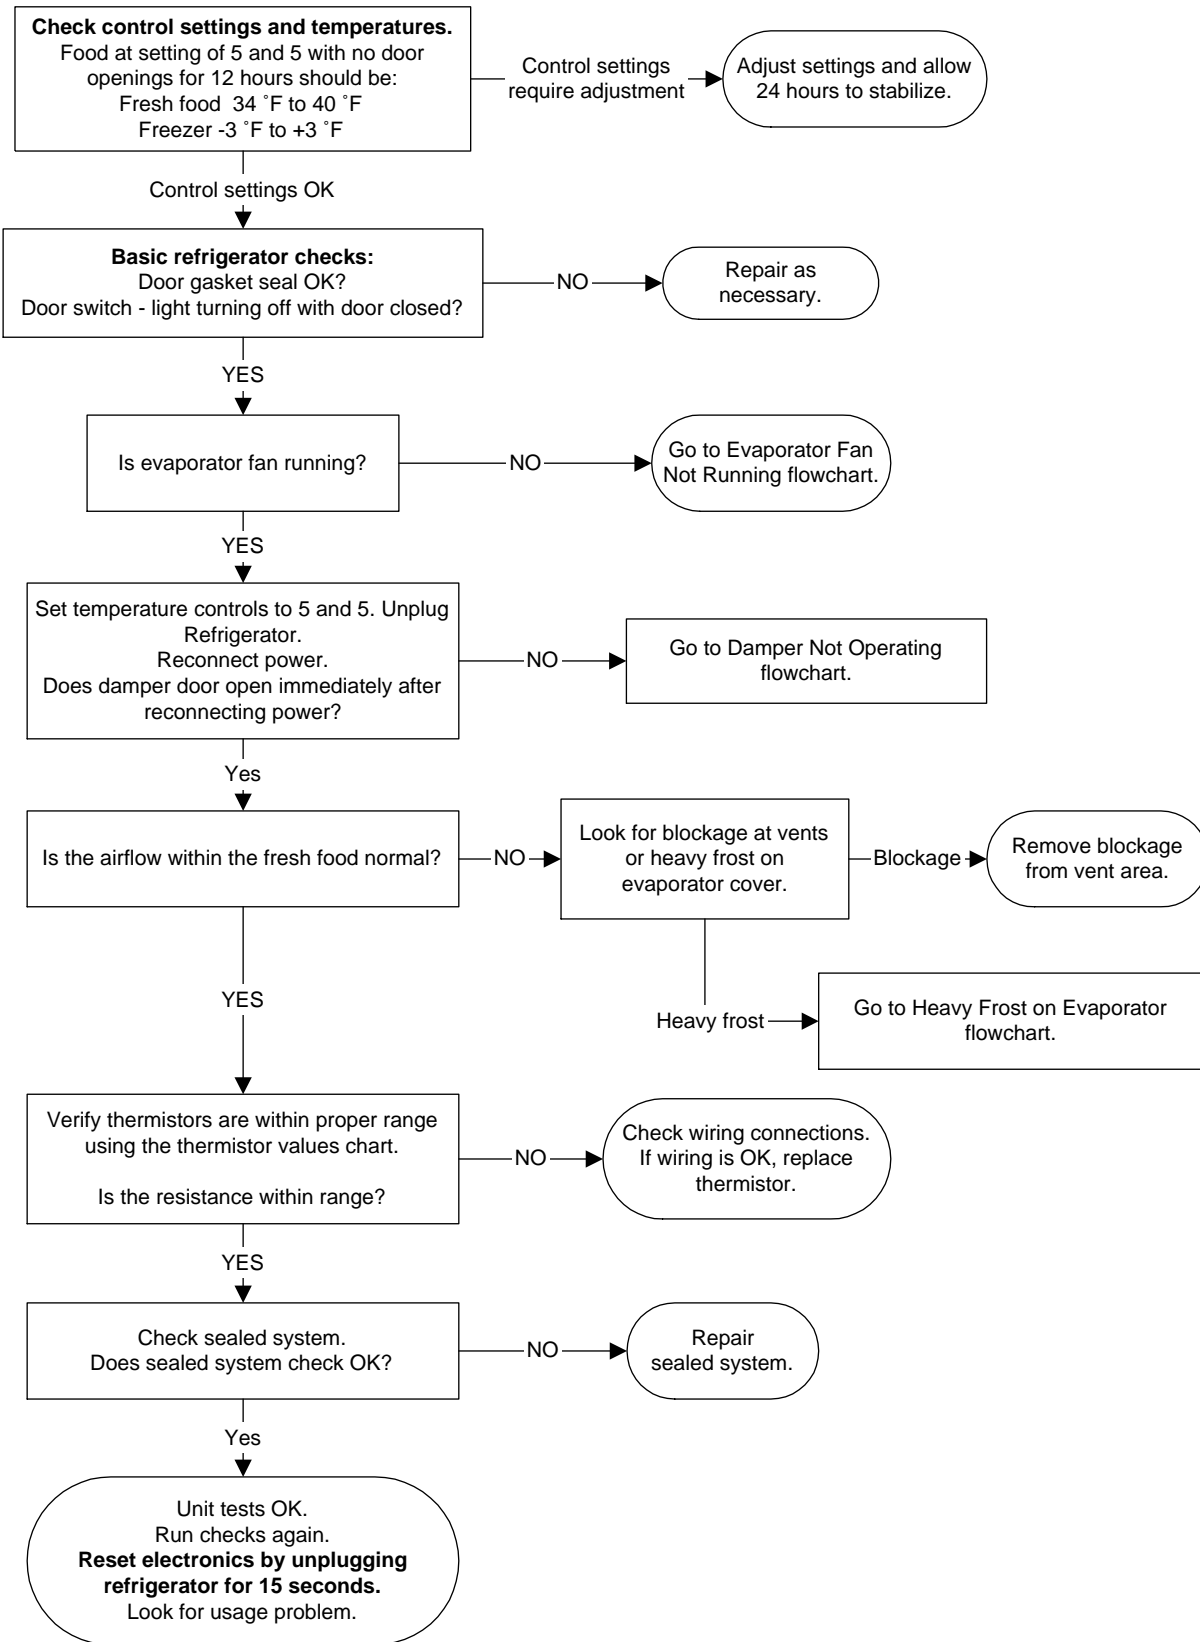 Check control settings and temperatures.
Food at setting of 5 and 5 with no door
openings for 12 hours should be:
Fresh food  34 ˚F to 40 ˚F
Freezer -3 ˚F to +3 ˚F
Control settings
require adjustment
Adjust settings and allow
24 hours to stabilize.
Control settings OK
Basic refrigerator checks:
Door gasket seal OK?
Door switch - light turning off with door closed?
NO
Repair as
necessary.
YES
Is evaporator fan running?
NO
Go to Evaporator Fan
Not Running flowchart.
YES
Set temperature controls to 5 and 5. Unplug
Refrigerator.
Reconnect power.
Does damper door open immediately after
reconnecting power?
NO
Go to Damper Not Operating
flowchart.
Yes
Is the airflow within the fresh food normal?
NO
Look for blockage at vents
or heavy frost on
evaporator cover.
Blockage
Remove blockage
from vent area.
YES
Heavy frost
Go to Heavy Frost on Evaporator
flowchart.
Verify thermistors are within proper range
using the thermistor values chart.
Is the resistance within range?
NO
Check wiring connections.
If wiring is OK, replace
thermistor.
YES
Check sealed system.
Does sealed system check OK?
NO
Repair
sealed system.
Yes
Unit tests OK.
Run checks again.
Reset electronics by unplugging
refrigerator for 15 seconds.
Look for usage problem.